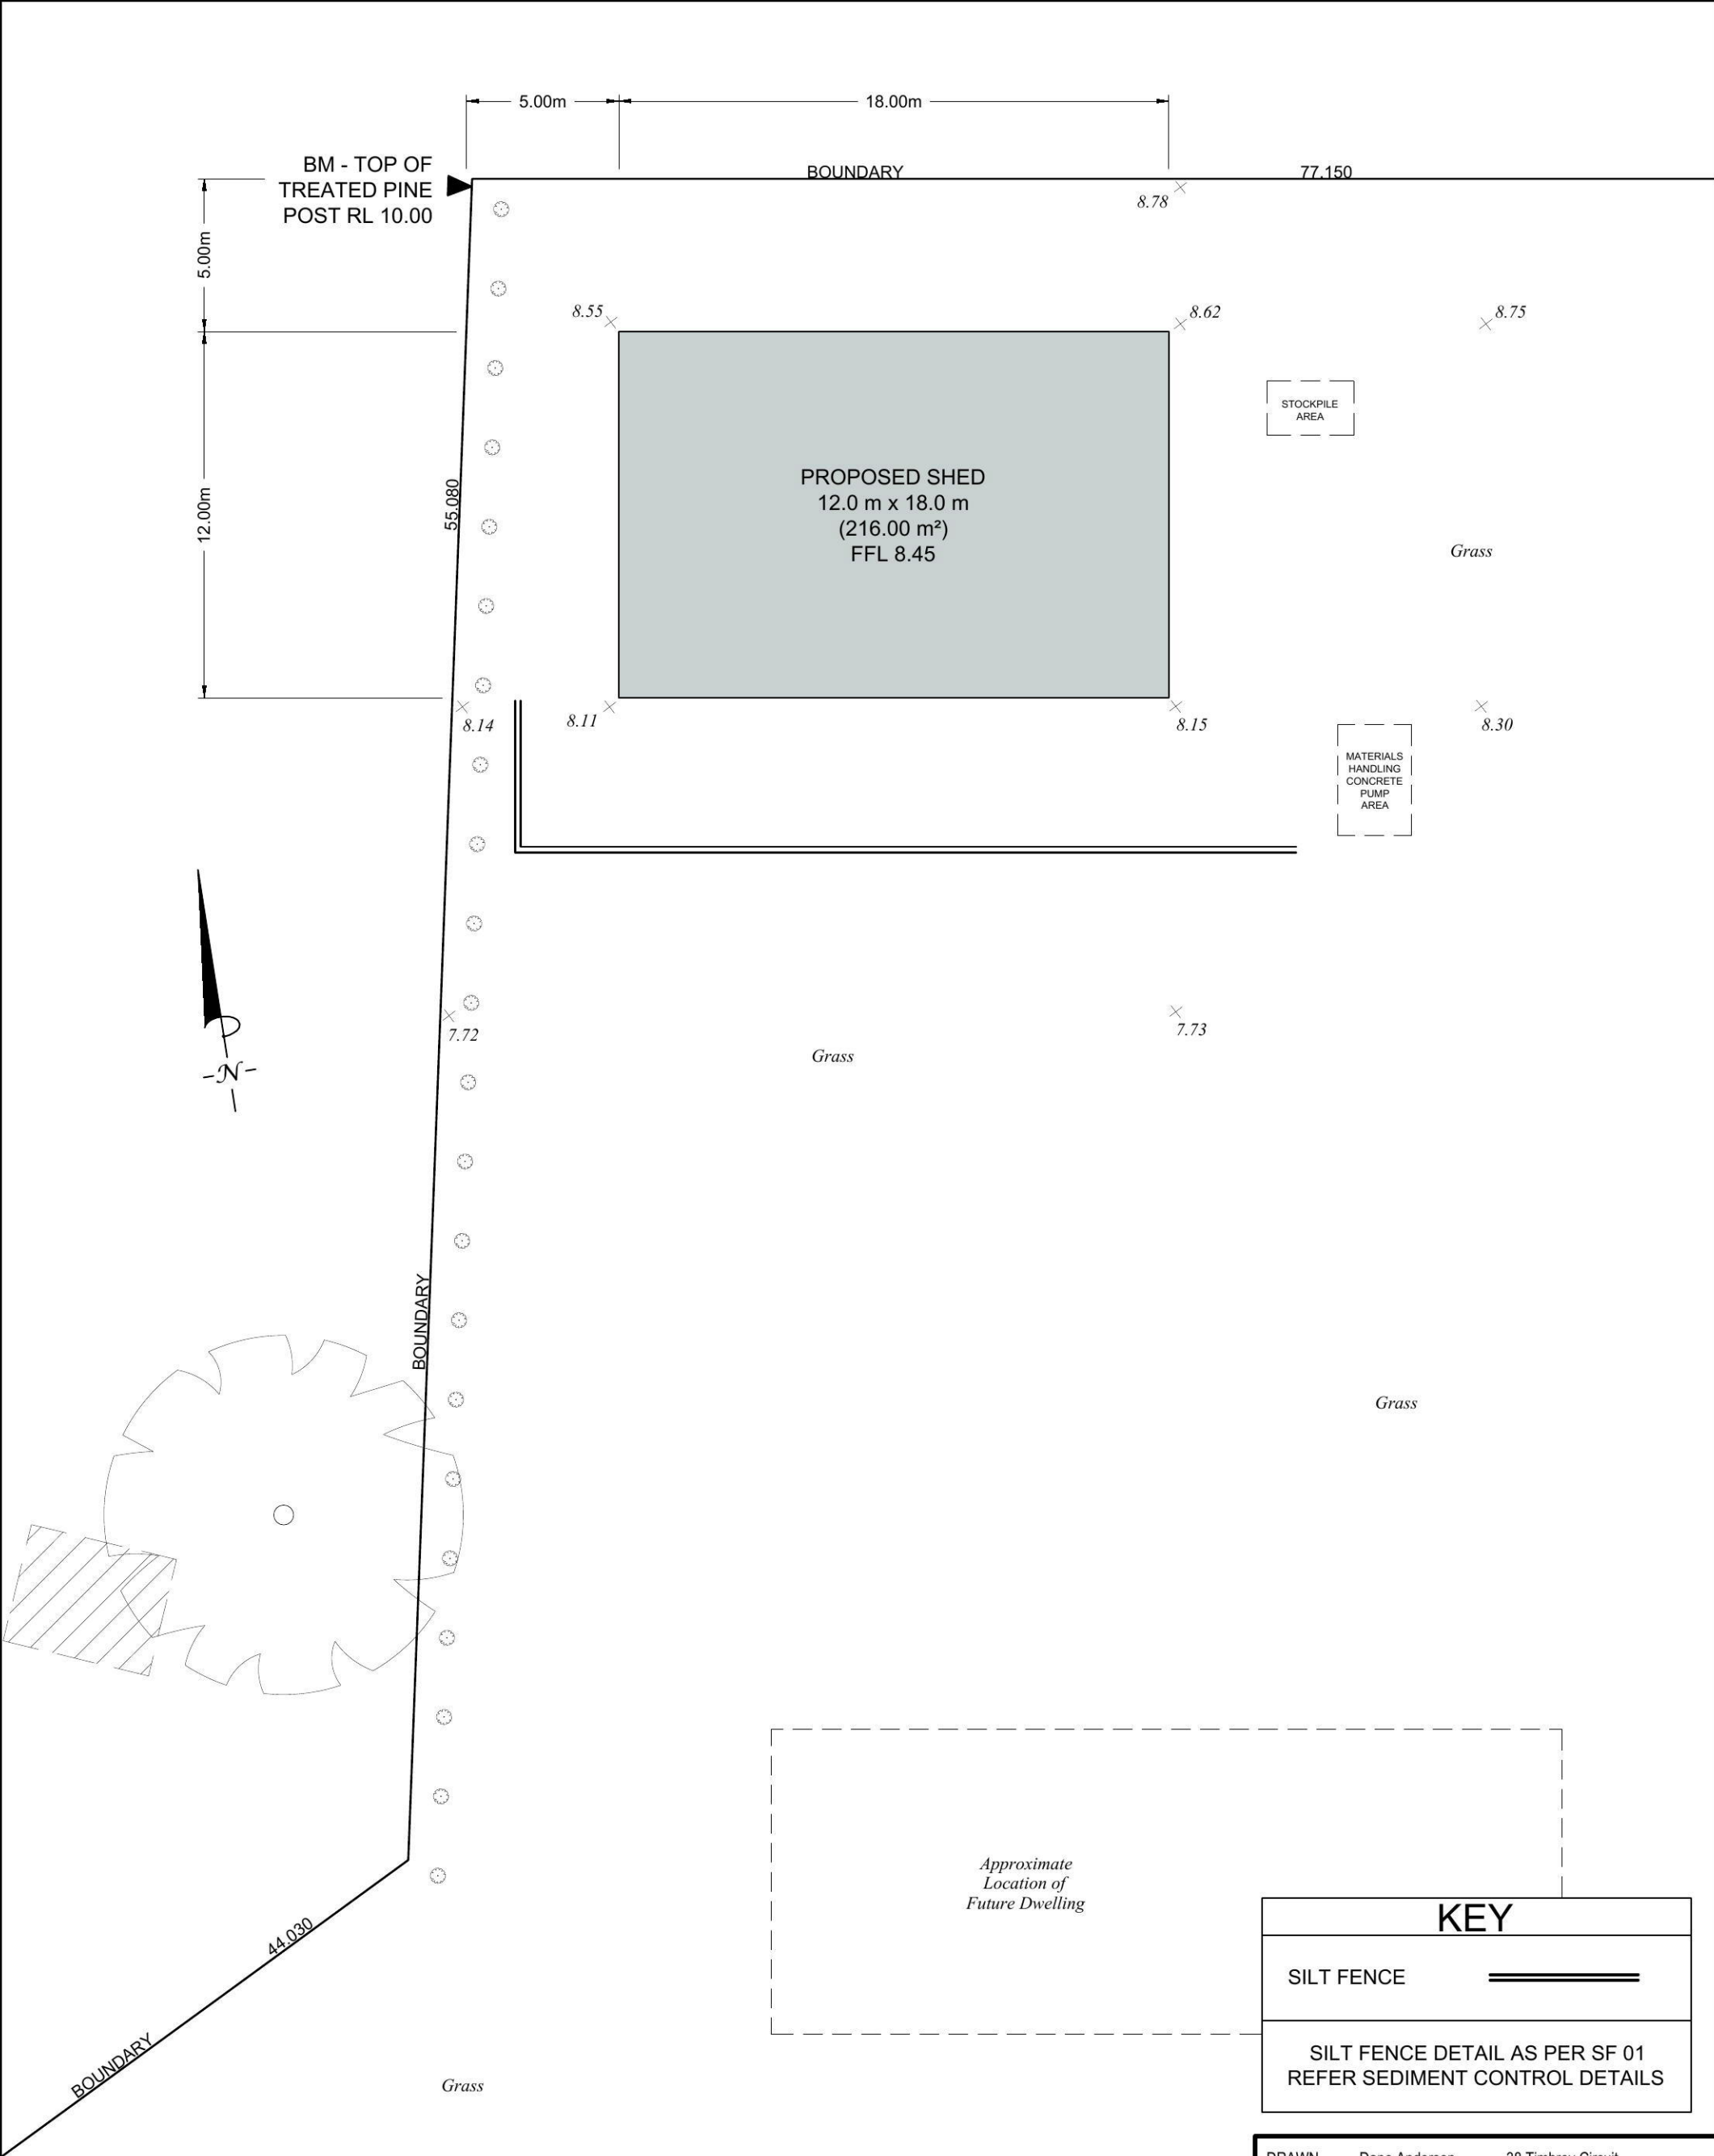 5.00m
18.00m
BM - TOP OF
TREATED PINE
POST RL 10.00
BOUNDARY
77.150
8.78
5.00m
8.55
8.62
8.75
STOCKPILE
AREA
PROPOSED SHED
12.0 m x 18.0 m
(216.00 m²)
FFL 8.45
55.080
12.00m
Grass
8.14
8.11
8.15
8.30
MATERIALS
HANDLING
CONCRETE
PUMP
AREA
7.72
7.73
Grass
-N-
BOUNDARY
Grass
Approximate
Location of
Future Dwelling
KEY
44.030
SILT FENCE
BOUNDARY
SILT FENCE DETAIL AS PER SF 01
REFER SEDIMENT CONTROL DETAILS
Grass